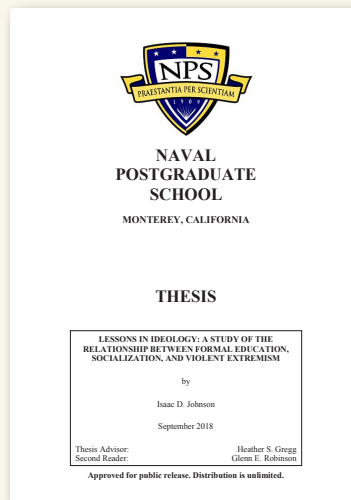 NPS
PRAESTANTIA PER SCIENTIAM
1909
NAVAL
POSTGRADUATE
SCHOOL
MONTEREY, CALIFORNIA
THESIS
LESSONS IN IDEOLOGY: A STUDY OF THE
RELATIONSHIP BETWEEN FORMAL EDUCATION,
SOCIALIZATION, AND VIOLENT EXTREMISM
by
Isaac D. Johnson
September 2018
Thesis Advisor: Heather S. Gregg
Second Reader: Glenn E. Robinson
Approved for public release. Distribution is unlimited.